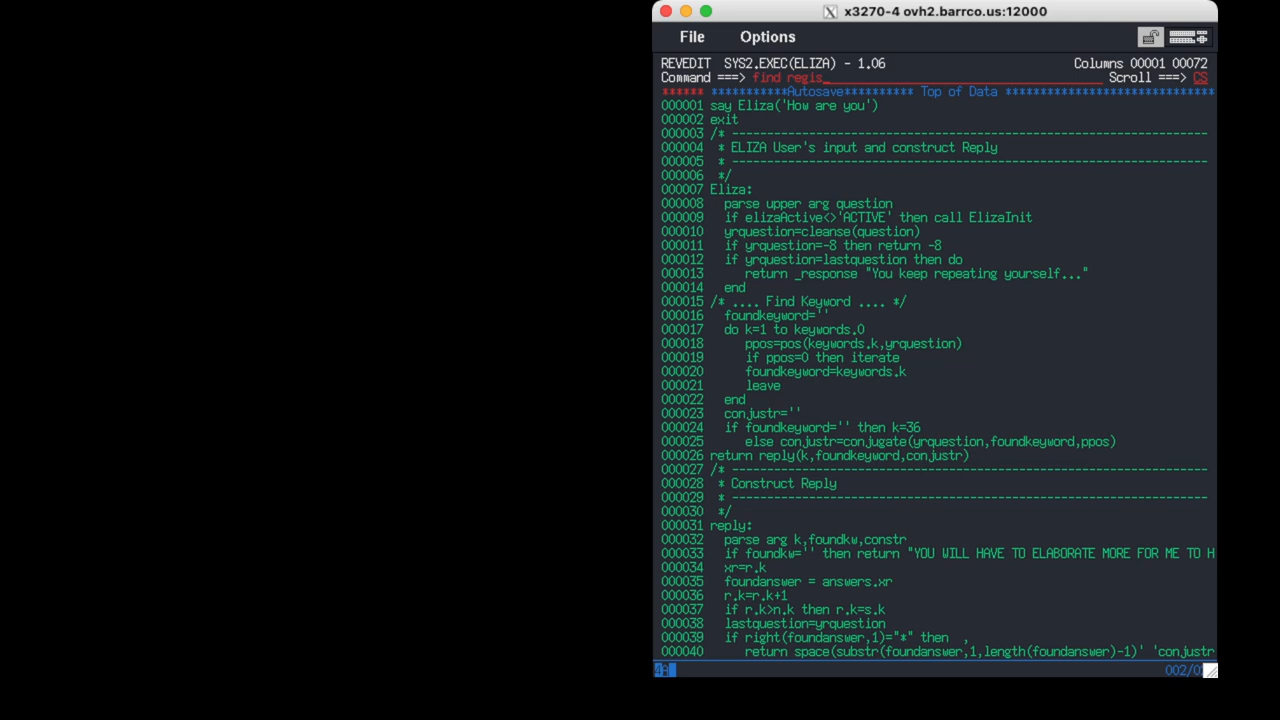 x3270-4 ovh2.barrco.us:12000
File Options
REVEDIT SYS2.EXEC(ELIZA) - 1.06 Columns 00001 00072
Command ===> find regis_ Scroll ===> CS
****** ***********Autosave********** Top of Data ******************************
000001 say Eliza('How are you')
000002 exit
000003 /* --------------------------------------------------------------------
000004  * ELIZA User's input and construct Reply
000005  * --------------------------------------------------------------------
000006  */
000007 Eliza:
000008   parse upper arg question
000009   if elizaActive<>'ACTIVE' then call ElizaInit
000010   yrquestion=cleanse(question)
000011   if yrquestion=-8 then return -8
000012   if yrquestion=lastquestion then do
000013      return _response "You keep repeating yourself..."
000014   end
000015 /* .... Find Keyword .... */
000016   foundkeyword=''
000017   do k=1 to keywords.0
000018      ppos=pos(keywords.k,yrquestion)
000019      if ppos=0 then iterate
000020      foundkeyword=keywords.k
000021      leave
000022   end
000023   conjustr=''
000024   if foundkeyword='' then k=36
000025      else conjustr=conjugate(yrquestion,foundkeyword,ppos)
000026 return reply(k,foundkeyword,conjustr)
000027 /* --------------------------------------------------------------------
000028  * Construct Reply
000029  * --------------------------------------------------------------------
000030  */
000031 reply:
000032   parse arg k,foundkw,constr
000033   if foundkw='' then return "YOU WILL HAVE TO ELABORATE MORE FOR ME TO H
000034   xr=r.k
000035   foundanswer = answers.xr
000036   r.k=r.k+1
000037   if r.k>n.k then r.k=s.k
000038   lastquestion=yrquestion
000039   if right(foundanswer,1)="*" then  ,
000040      return space(substr(foundanswer,1,length(foundanswer)-1)' 'conjustr
4A 002/0